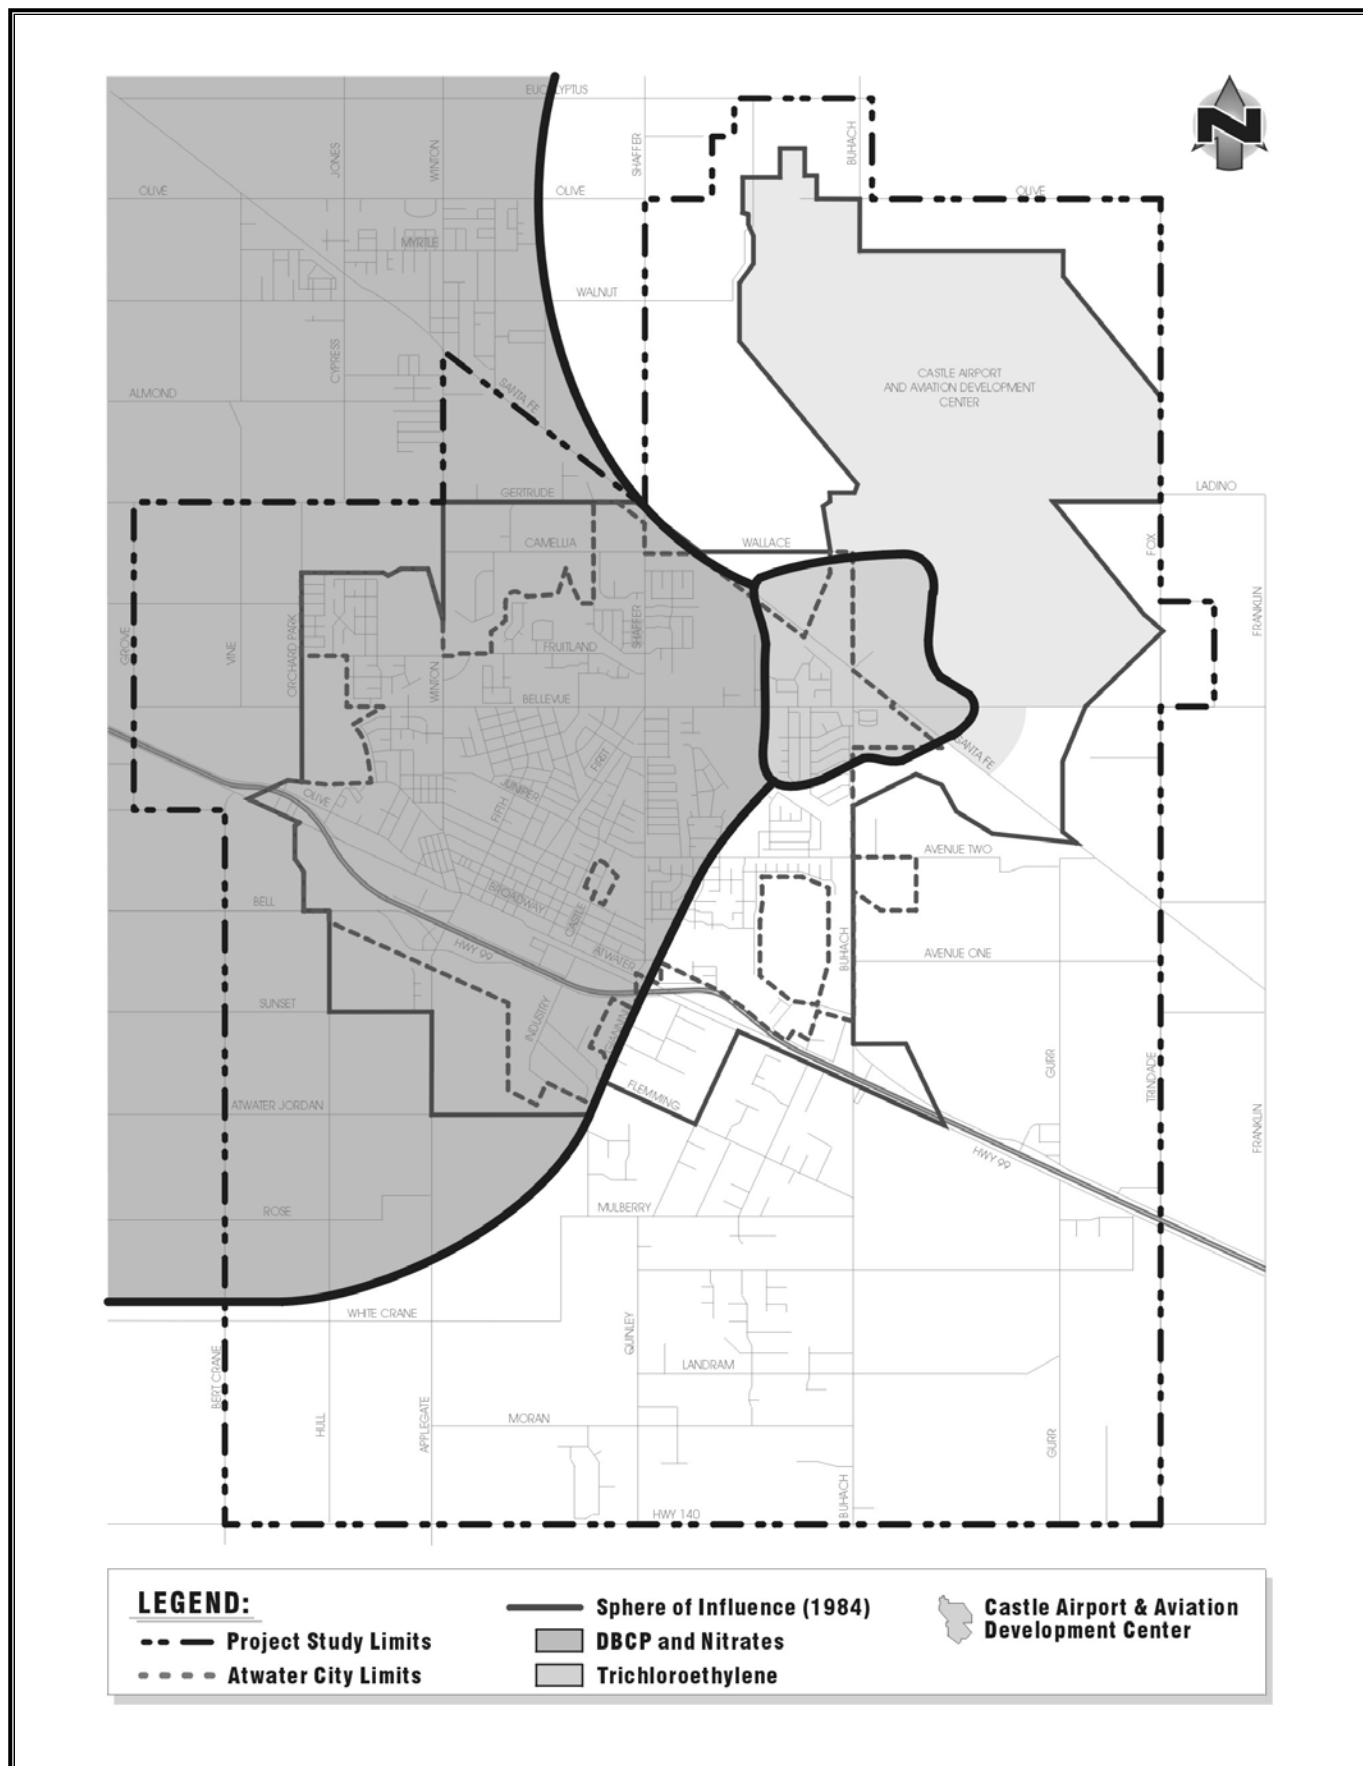 EUCALYPTUS
N
SHAFFER
BUHACH
JONES
WINTON
OLIVE
OLIVE
OLIVE
MYRTLE
WALNUT
CYPRESS
SANTA FE
ALMOND
CASTLE AIRPORT
AND AVIATION DEVELOPMENT
CENTER
GERTRUDE
LADINO
CAMELLIA
WALLACE
FOX
GROVE
VINE
ORCHARD PARK
WINTON
FRUITLAND
SHAFFER
FRANKLIN
BELLEVUE
FIRST
SANTA FE
JUNIPER
FIFTH
OLIVE
AVENUE TWO
BROADWAY
CASTLE
BELL
HWY 99
ATWATER
BUHACH
AVENUE ONE
SUNSET
INDUSTRY
GIANNINI
GURR
TRINDADE
FLEMMING
ATWATER JORDAN
FRANKLIN
HWY 99
ROSE
MULBERRY
WHITE CRANE
QUINLEY
LANDRAM
BERT CRANE
HULL
APPLEGATE
MORAN
GURR
BUHACH
HWY 140
LEGEND:
Project Study Limits
Atwater City Limits
Sphere of Influence (1984)
DBCP and Nitrates
Trichloroethylene
Castle Airport & Aviation
Development Center